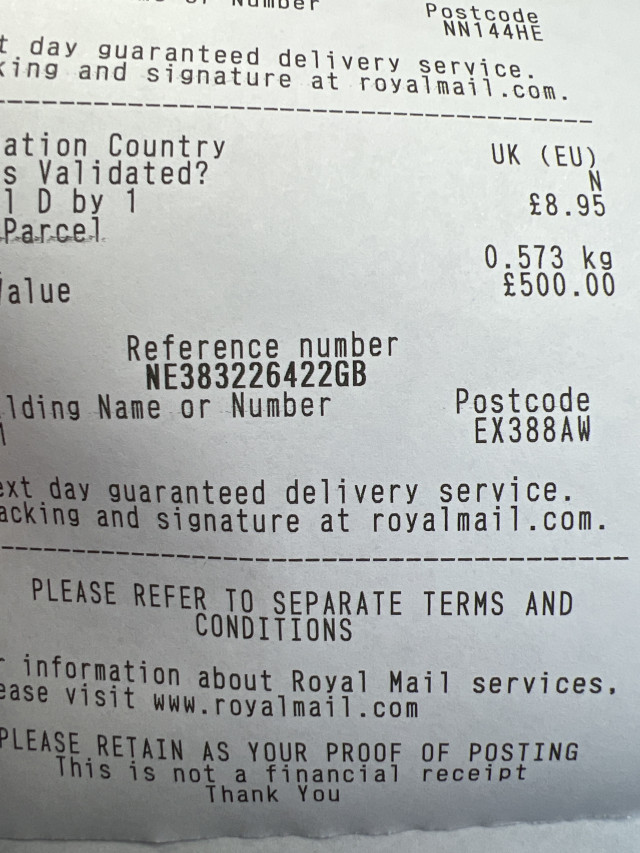 Number Postcode
NN144HE
t day guaranteed delivery service.
king and signature at royalmail.com.
ation Country UK (EU)
s Validated? N
l D by 1 £8.95
Parcel
0.573 kg
alue £500.00
Reference number
NE383226422GB
lding Name or Number Postcode
1 EX388AW
ext day guaranteed delivery service.
acking and signature at royalmail.com.
PLEASE REFER TO SEPARATE TERMS AND
CONDITIONS
r information about Royal Mail services,
ease visit www.royalmail.com
PLEASE RETAIN AS YOUR PROOF OF POSTING
This is not a financial receipt
Thank You